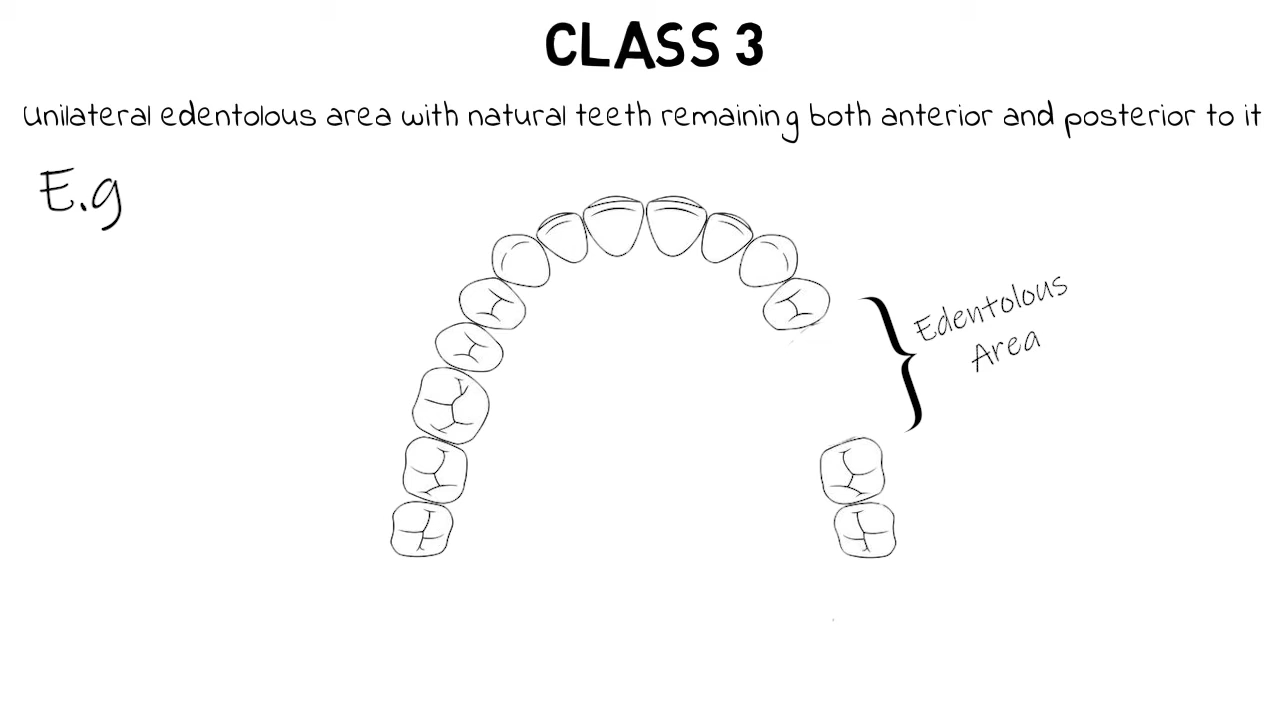 CLASS 3
Unilateral edentolous area with natural teeth remaining both anterior and posterior to it
E.g
Edentolous
Area